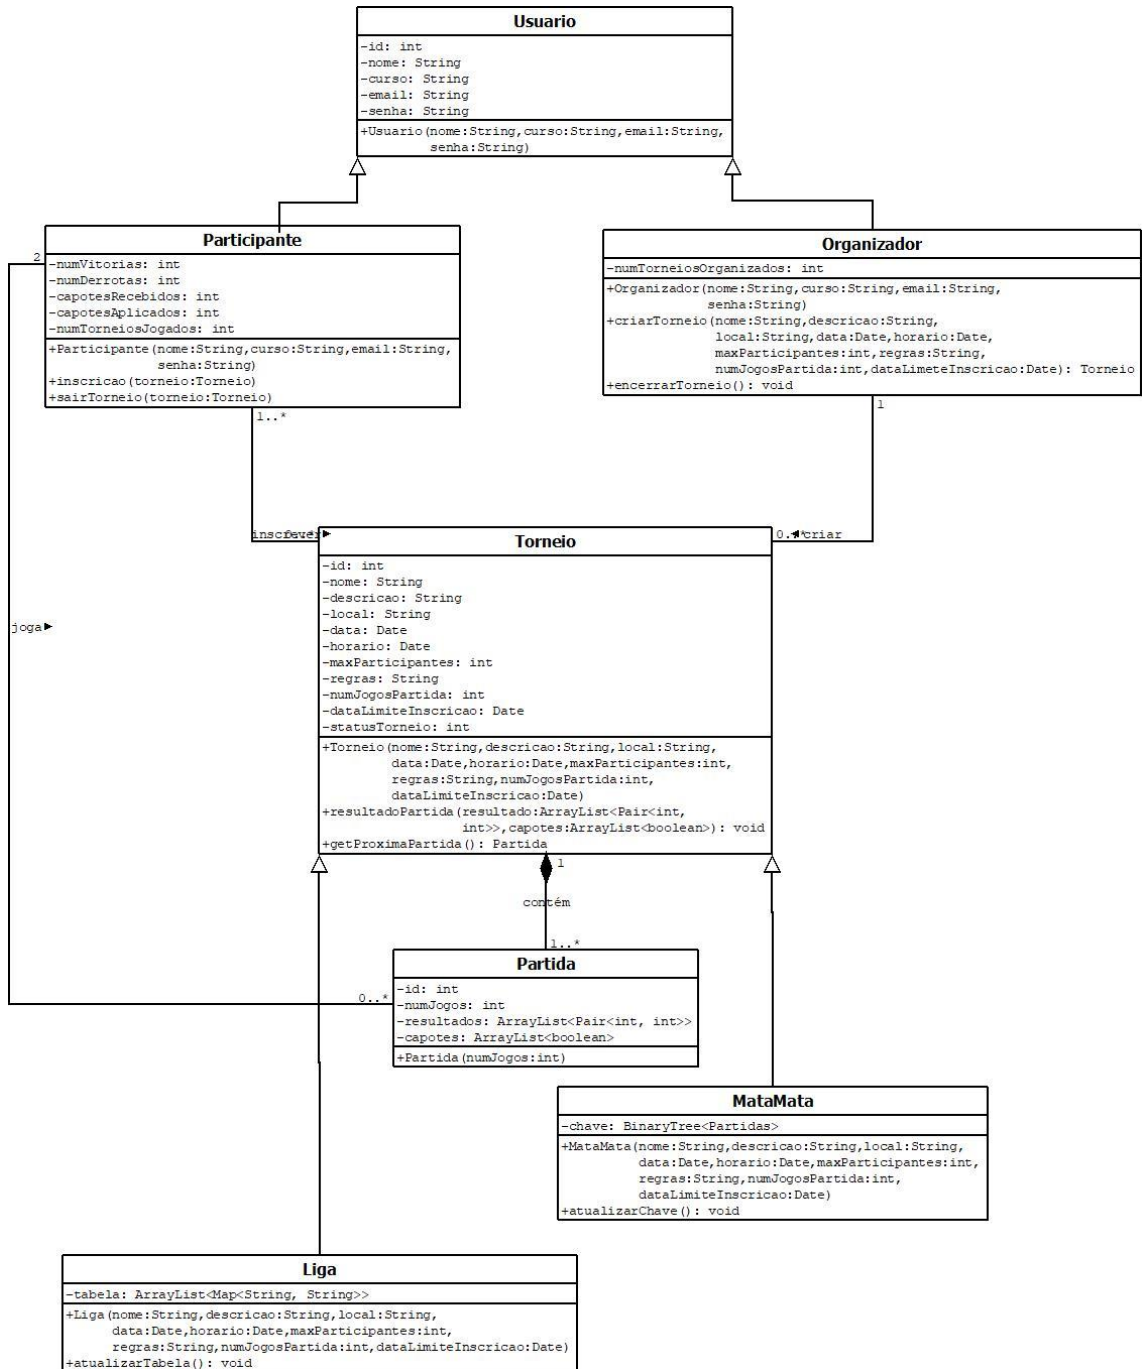 Usuario
-id: int
-nome: String
-curso: String
-email: String
-senha: String
+Usuario(nome:String,curso:String,email:String,
senha:String)
Participante
-numVitorias: int
-numDerrotas: int
-capotesRecebidos: int
-capotesAplicados: int
-numTorneiosJogados: int
+Participante(nome:String,curso:String,email:String,
senha:String)
+inscricao(torneio:Torneio)
+sairTorneio(torneio:Torneio)
Organizador
-numTorneiosOrganizados: int
+Organizador(nome:String,curso:String,email:String,
senha:String)
+criarTorneio(nome:String,descricao:String,
local:String,data:Date,horario:Date,
maxParticipantes:int,regras:String,
numJogosPartida:int,dataLimeteInscricao:Date): Torneio
+encerrarTorneio(): void
2
1..*
1
inscrever
0..*
criar
joga
Torneio
-id: int
-nome: String
-descricao: String
-local: String
-data: Date
-horario: Date
-maxParticipantes: int
-regras: String
-numJogosPartida: int
-dataLimiteInscricao: Date
-statusTorneio: int
+Torneio(nome:String,descricao:String,local:String,
data:Date,horario:Date,maxParticipantes:int,
regras:String,numJogosPartida:int,
dataLimiteInscricao:Date)
+resultadoPartida(resultado:ArrayList<Pair<int,
int>>,capotes:ArrayList<boolean>): void
+getProximaPartida(): Partida
1
contém
1..*
0..*
Partida
-id: int
-numJogos: int
-resultados: ArrayList<Pair<int, int>>
-capotes: ArrayList<boolean>
+Partida(numJogos:int)
MataMata
-chave: BinaryTree<Partidas>
+MataMata(nome:String,descricao:String,local:String,
data:Date,horario:Date,maxParticipantes:int,
regras:String,numJogosPartida:int,
dataLimiteInscricao:Date)
+atualizarChave(): void
Liga
-tabela: ArrayList<Map<String, String>>
+Liga(nome:String,descricao:String,local:String,
data:Date,horario:Date,maxParticipantes:int,
regras:String,numJogosPartida:int,dataLimiteInscricao:Date)
+atualizarTabela(): void